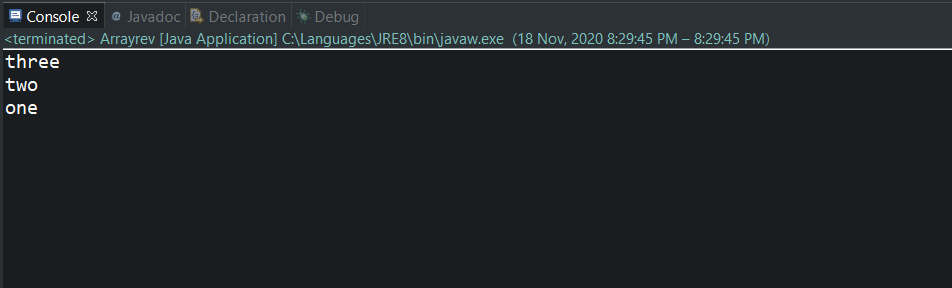 Console Javadoc Declaration Debug
<terminated> Arrayrev [Java Application] C:\Languages\JRE8\bin\javaw.exe (18 Nov, 2020 8:29:45 PM – 8:29:45 PM)
three
two
one